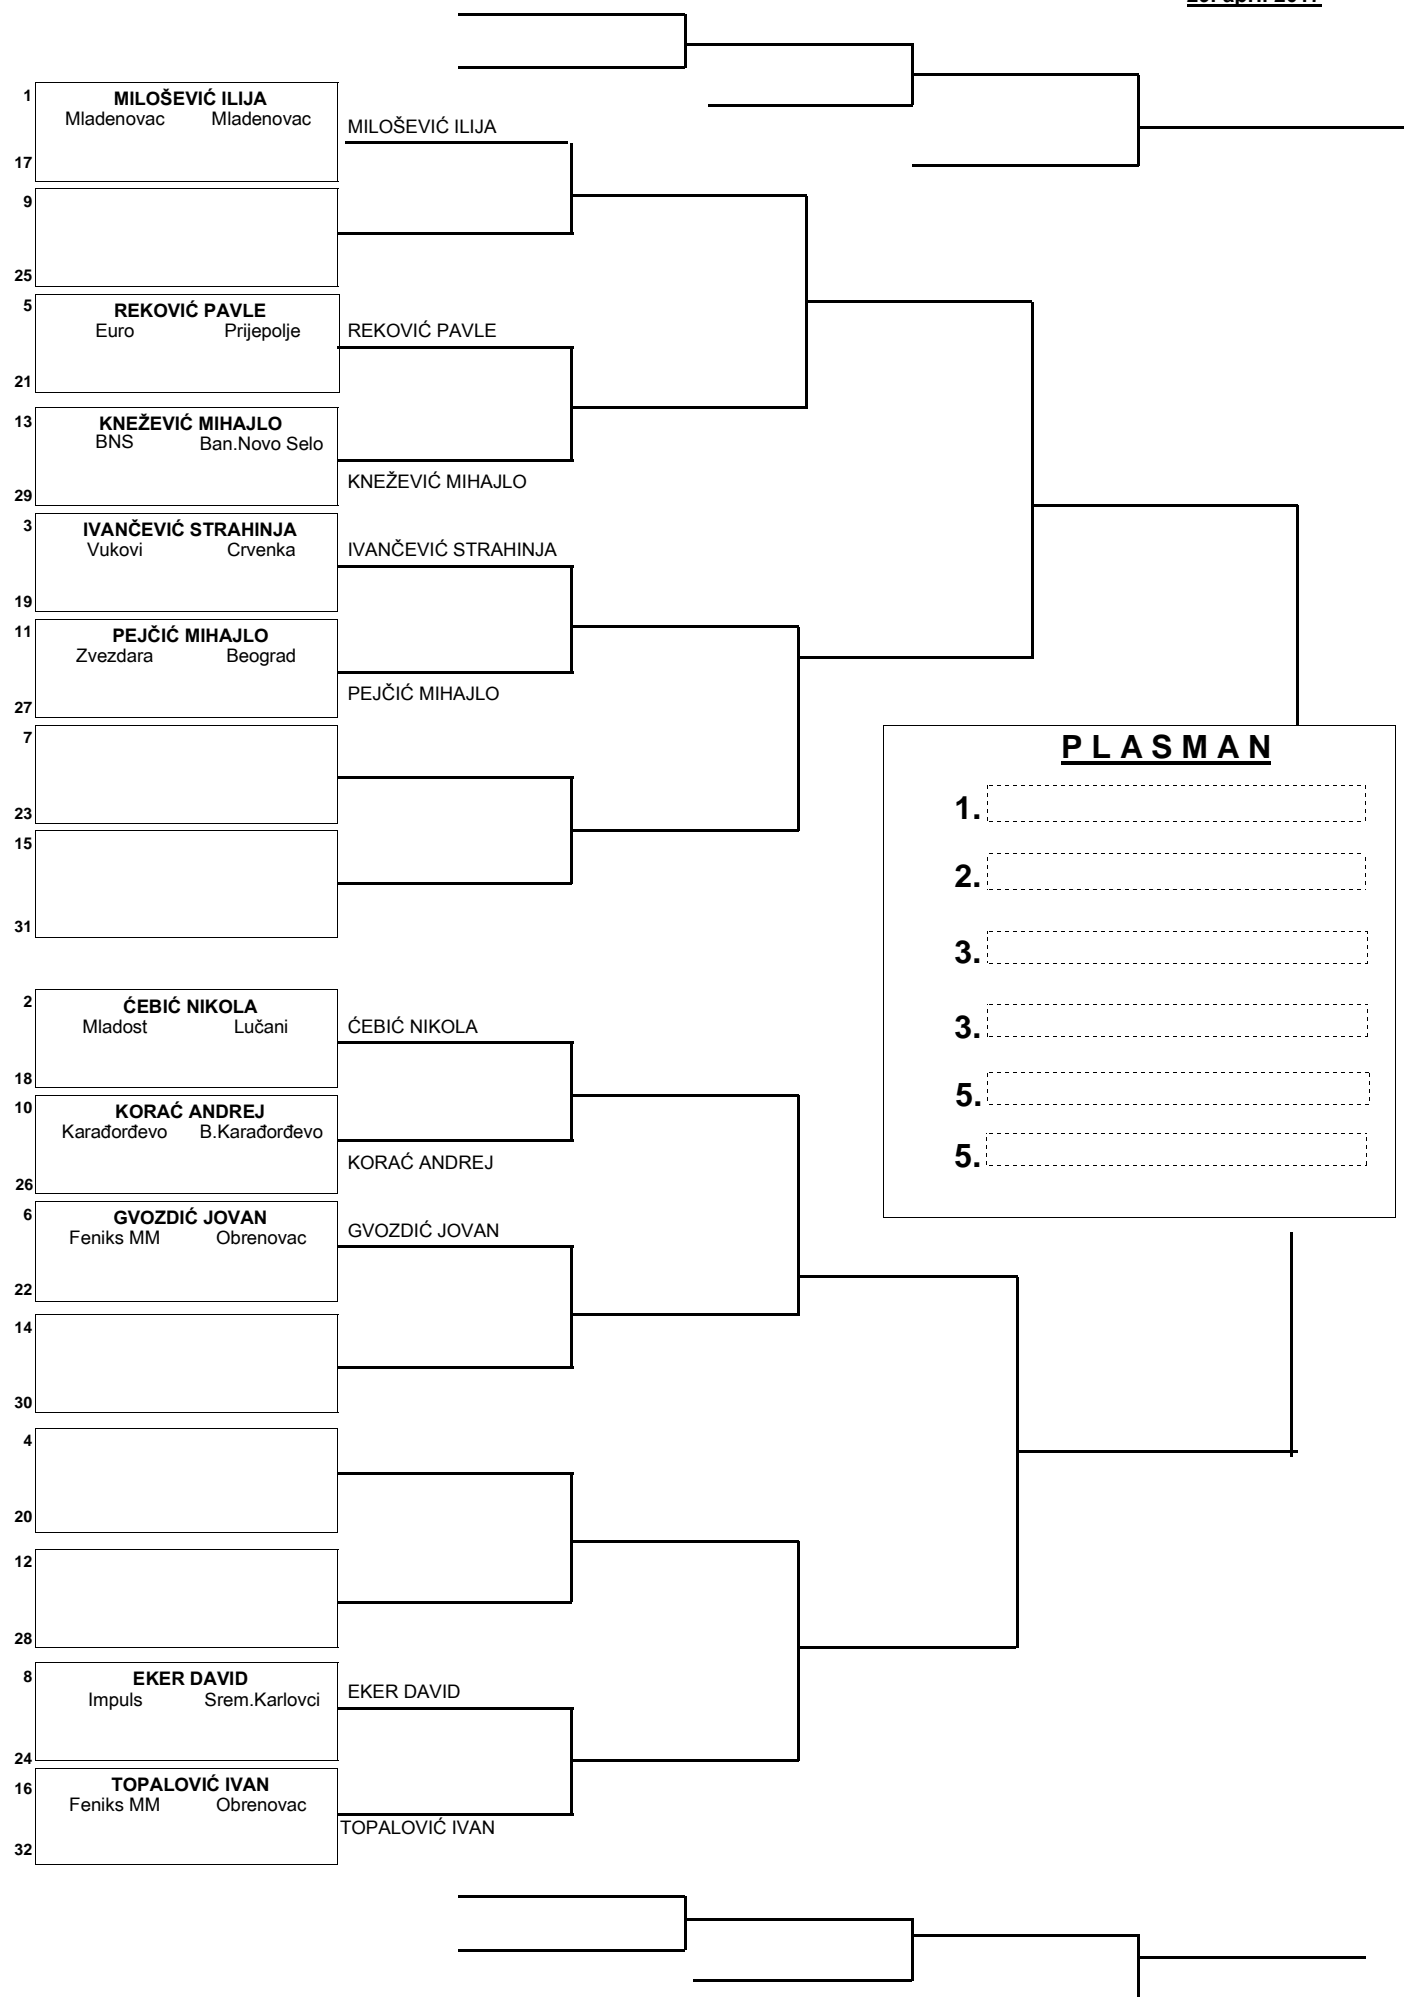 1
MILOŠEVIĆ ILIJA
Mladenovac Mladenovac
MILOŠEVIĆ ILIJA
17
9
25
5
REKOVIĆ PAVLE
Euro Prijepolje
REKOVIĆ PAVLE
21
13
KNEŽEVIĆ MIHAJLO
BNS Ban.Novo Selo
KNEŽEVIĆ MIHAJLO
29
3
IVANČEVIĆ STRAHINJA
Vukovi Crvenka
IVANČEVIĆ STRAHINJA
19
11
PEJČIĆ MIHAJLO
Zvezdara Beograd
PEJČIĆ MIHAJLO
27
7
23
15
31
PLASMAN
1.
2.
3.
3.
5.
5.
2
ĆEBIĆ NIKOLA
Mladost Lučani
ĆEBIĆ NIKOLA
18
10
KORAĆ ANDREJ
Karađorđevo B.Karađorđevo
KORAĆ ANDREJ
26
6
GVOZDIĆ JOVAN
Feniks MM Obrenovac
GVOZDIĆ JOVAN
22
14
30
4
20
12
28
8
EKER DAVID
Impuls Srem.Karlovci
EKER DAVID
24
16
TOPALOVIĆ IVAN
Feniks MM Obrenovac
TOPALOVIĆ IVAN
32